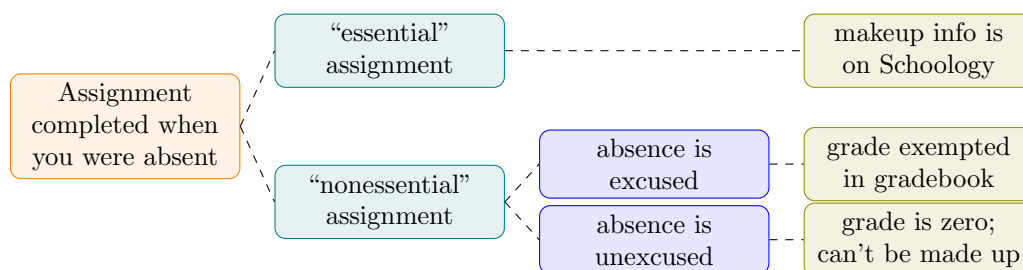 Assignment
completed when
you were absent
“essential”
assignment
makeup info is
on Schoology
“nonessential”
assignment
absence is
excused
grade exempted
in gradebook
absence is
unexcused
grade is zero;
can't be made up